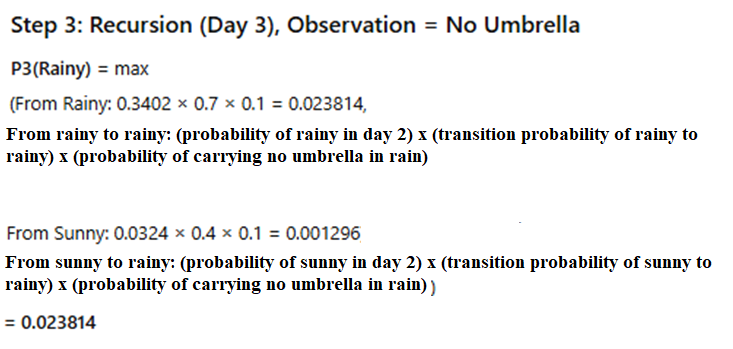 Step 3: Recursion (Day 3), Observation = No Umbrella
P3(Rainy) = max
(From Rainy: 0.3402 × 0.7 × 0.1 = 0.023814,
From rainy to rainy: (probability of rainy in day 2) x (transition probability of rainy to
rainy) x (probability of carrying no umbrella in rain)
From Sunny: 0.0324 × 0.4 × 0.1 = 0.001296
From sunny to rainy: (probability of sunny in day 2) x (transition probability of sunny to
rainy) x (probability of carrying no umbrella in rain) )
= 0.023814